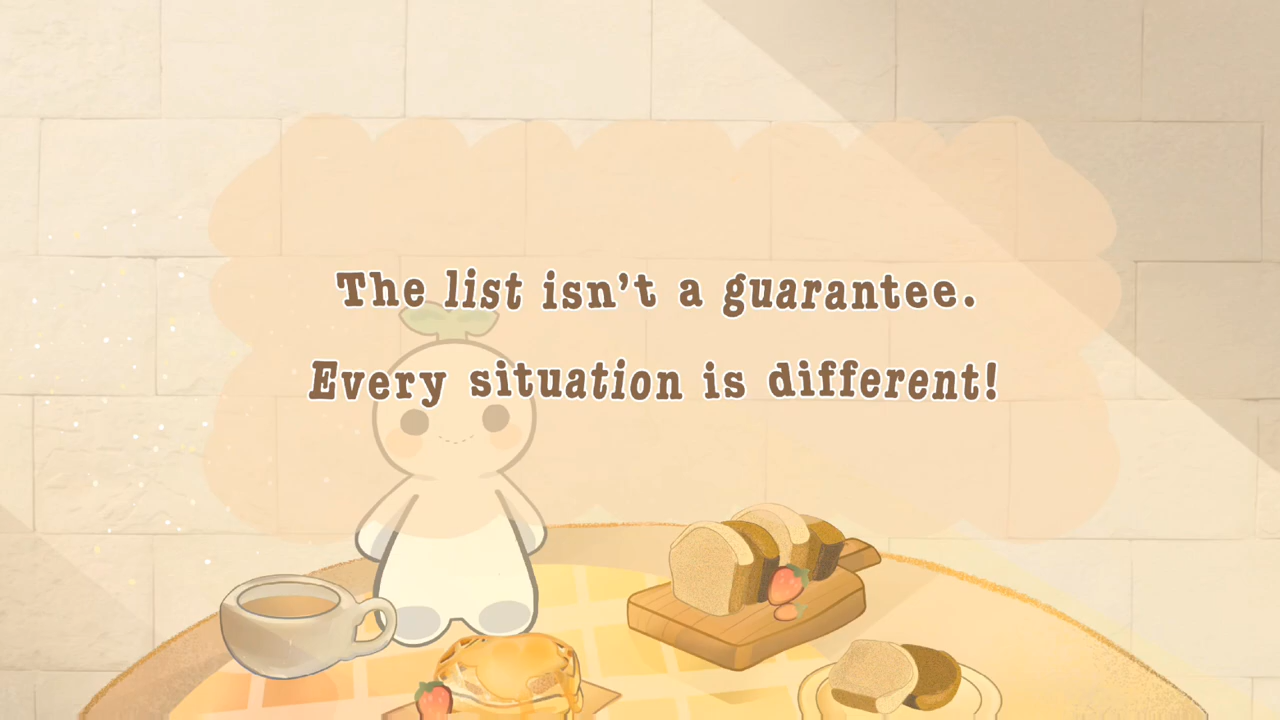 The list isn’t a guarantee.
Every situation is different!